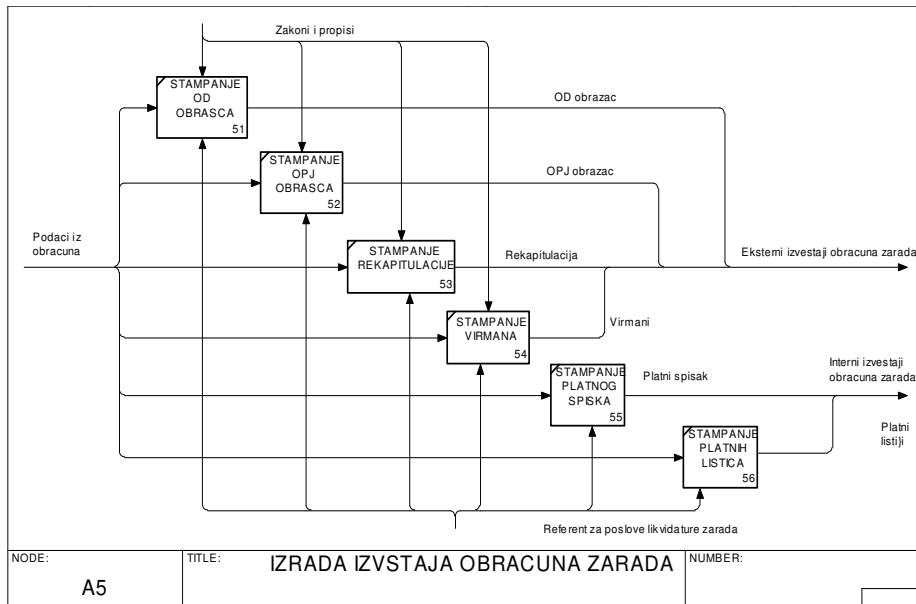 Zakoni i propisi
STAMPANJE
OD
OBRASCA
51
OD obrazac
STAMPANJE
OPJ
OBRASCA
52
OPJ obrazac
Podaci iz
obracuna
STAMPANJE
REKAPITULACIJE
53
Rekapitulacija
Eksterni izvestaji obracuna zarada
STAMPANJE
VIRMANA
54
Virmani
STAMPANJE
PLATNOG
SPISKA
55
Platni spisak
Interni izvestaji
obracuna zarada
STAMPANJE
PLATNIH
LISTICA
56
Platni
listi}i
Referent za poslove likvidature zarada
NODE:
A5
TITLE:
IZRADA IZVSTAJA OBRACUNA ZARADA
NUMBER: